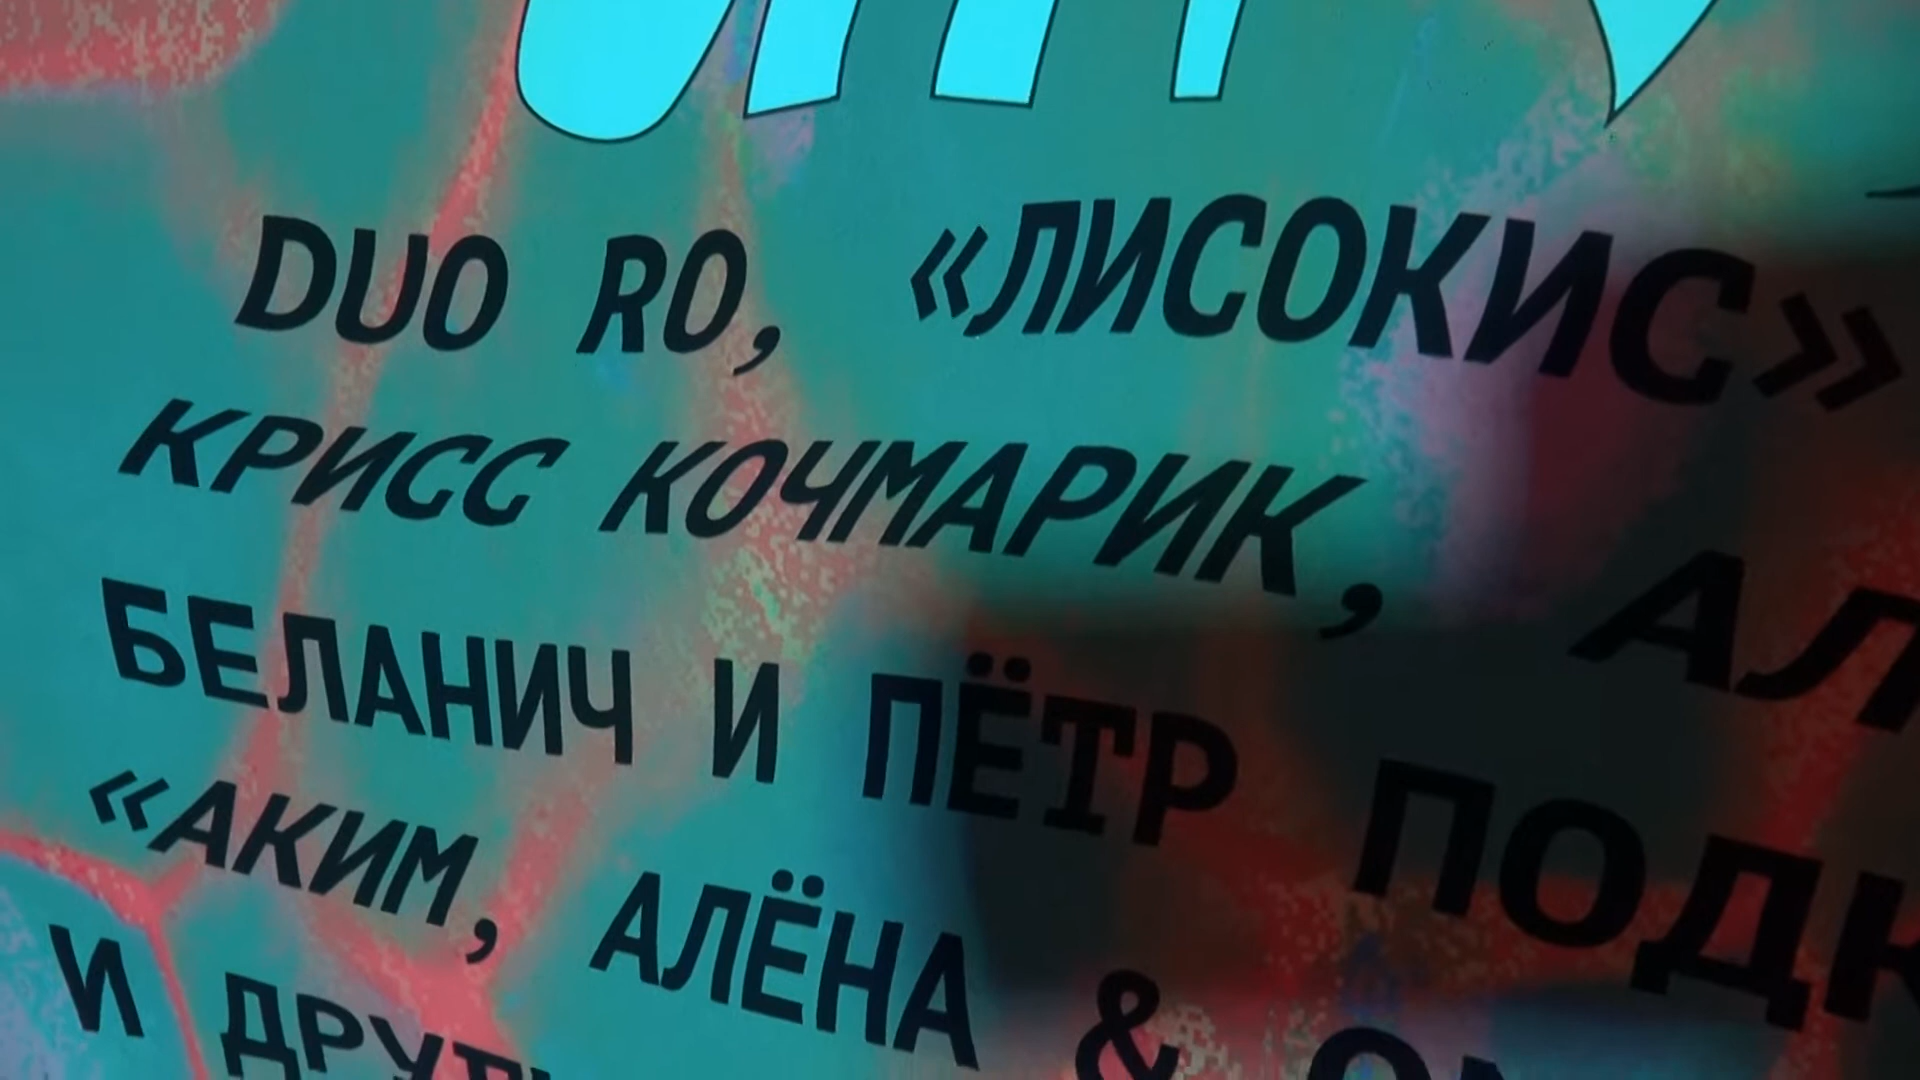 DUO RO, «ЛИСОКИС»
КРИСС КОЧМАРИК,
БЕЛАНИЧ И ПЁТР
«АКИМ, АЛЁНА &
И